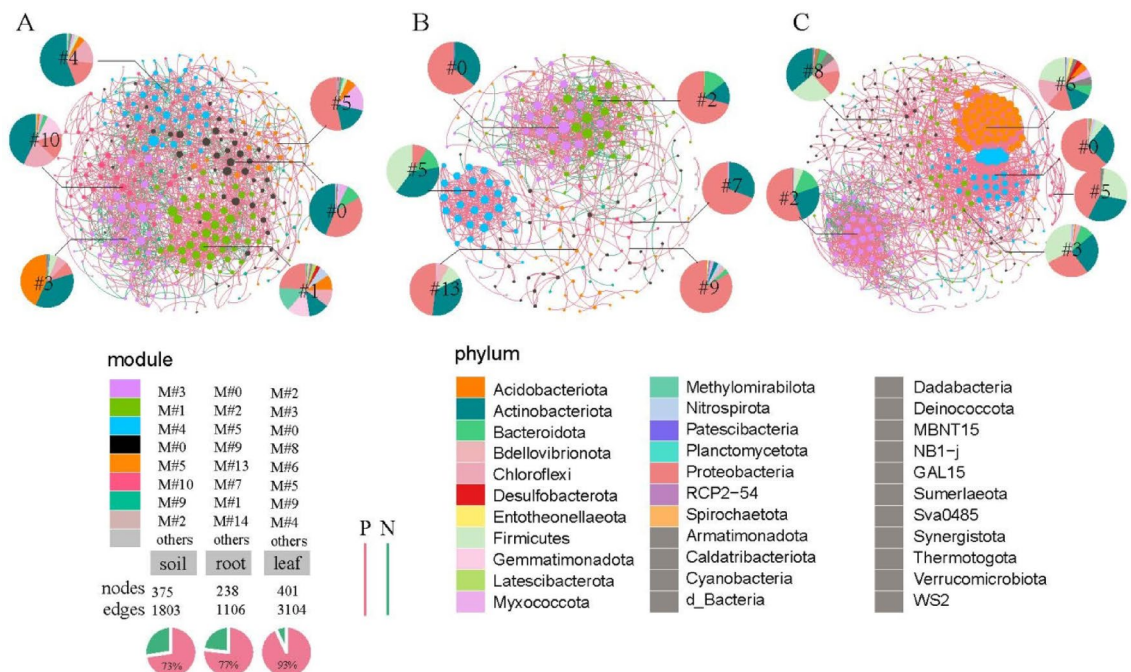 A
B
C
#4
#5
#10
#0
#3
#1
#0
#2
#5
#7
#13
#9
#8
#6
#0
#2
#5
#3
module
M#3 M#0 M#2
M#1 M#2 M#3
M#4 M#5 M#0
M#0 M#9 M#8
M#5 M#13 M#6
M#10 M#7 M#5
M#9 M#1 M#9
M#2 M#14 M#4
others others others
soil root leaf
nodes 375 238 401
edges 1803 1106 3104
73% 77% 93%
P N
phylum
Acidobacteriota
Actinobacteriota
Bacteroidota
Bdellovibrionota
Chloroflexi
Desulfobacterota
Entotheonellaeota
Firmicutes
Gemmatimonadota
Latescibacterota
Myxococcota
Methylomirabilota
Nitrospirota
Patescibacteria
Planctomycetota
Proteobacteria
RCP2-54
Spirochaetota
Armatimonadota
Caldatribacteriota
Cyanobacteria
d_Bacteria
Dadabacteria
Deinococcota
MBNT15
NB1-j
GAL15
Sumerlaeota
Sva0485
Synergistota
Thermotogota
Verrucomicrobiota
WS2